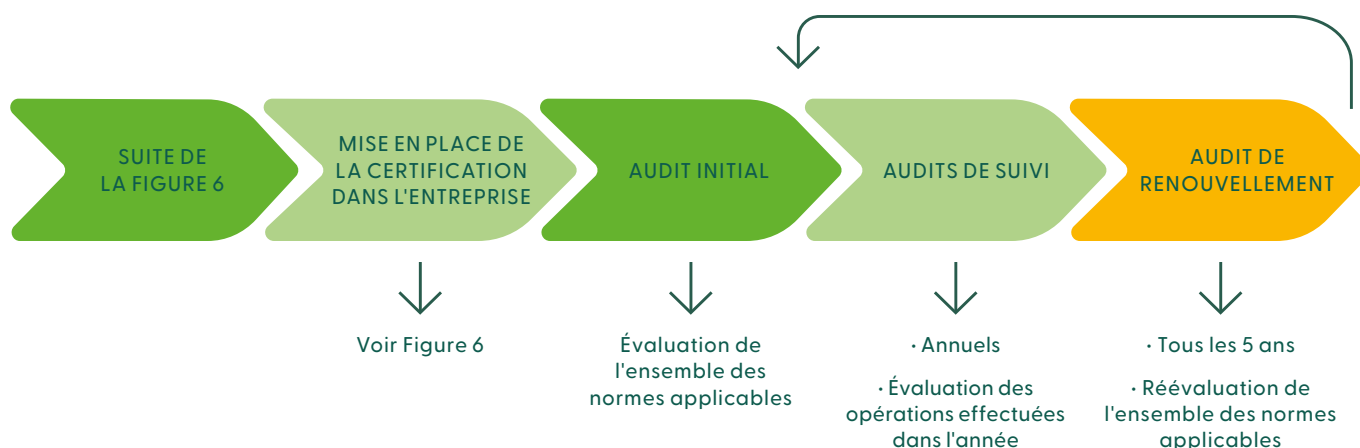 SUITE DE
LA FIGURE 6
MISE EN PLACE DE
LA CERTIFICATION
DANS L'ENTREPRISE
AUDIT INITIAL
AUDITS DE SUIVI
AUDIT DE
RENOUVELLEMENT
Voir Figure 6
Évaluation de
l'ensemble des
normes applicables
· Annuels
· Évaluation des
opérations effectuées
dans l'année
· Tous les 5 ans
· Réévaluation de
l'ensemble des normes
applicables